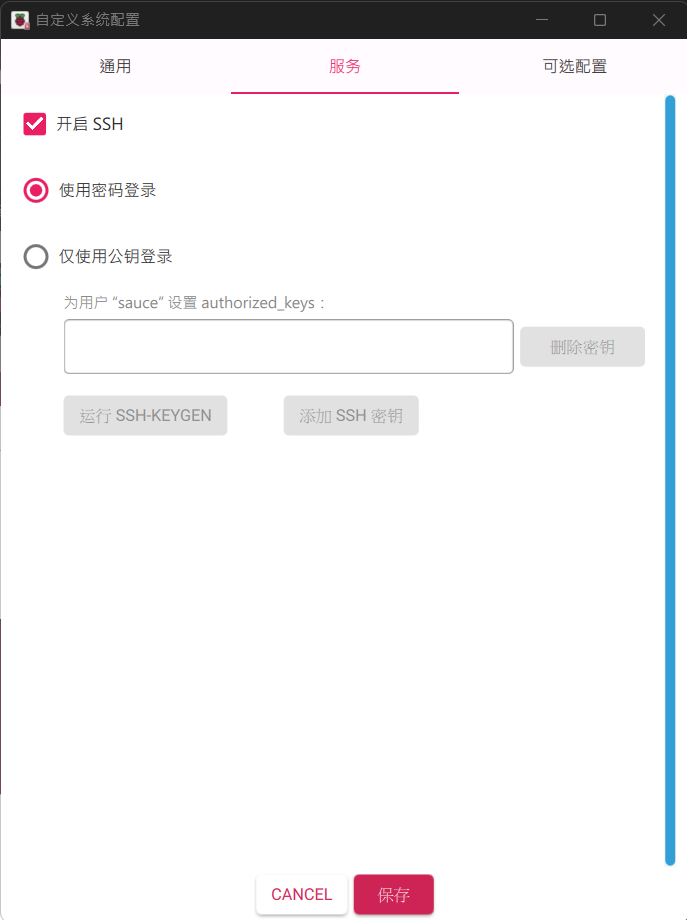 自定义系统配置
通用 服务 可选配置
开启 SSH
使用密码登录
仅使用公钥登录
为用户 “sauce” 设置 authorized_keys：
删除密钥
运行 SSH-KEYGEN 添加 SSH 密钥
CANCEL 保存